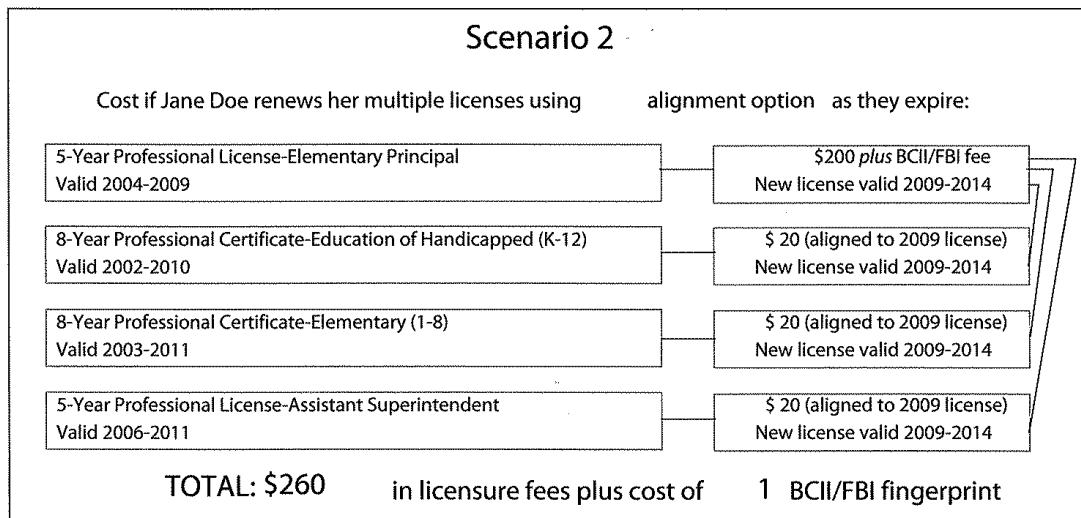 Scenario 2
Cost if Jane Doe renews her multiple licenses using alignment option as they expire:
5-Year Professional License-Elementary Principal
Valid 2004-2009
$200 plus BCII/FBI fee
New license valid 2009-2014
8-Year Professional Certificate-Education of Handicapped (K-12)
Valid 2002-2010
$ 20 (aligned to 2009 license)
New license valid 2009-2014
8-Year Professional Certificate-Elementary (1-8)
Valid 2003-2011
$ 20 (aligned to 2009 license)
New license valid 2009-2014
5-Year Professional License-Assistant Superintendent
Valid 2006-2011
$ 20 (aligned to 2009 license)
New license valid 2009-2014
TOTAL: $260 in licensure fees plus cost of 1 BCII/FBI fingerprint